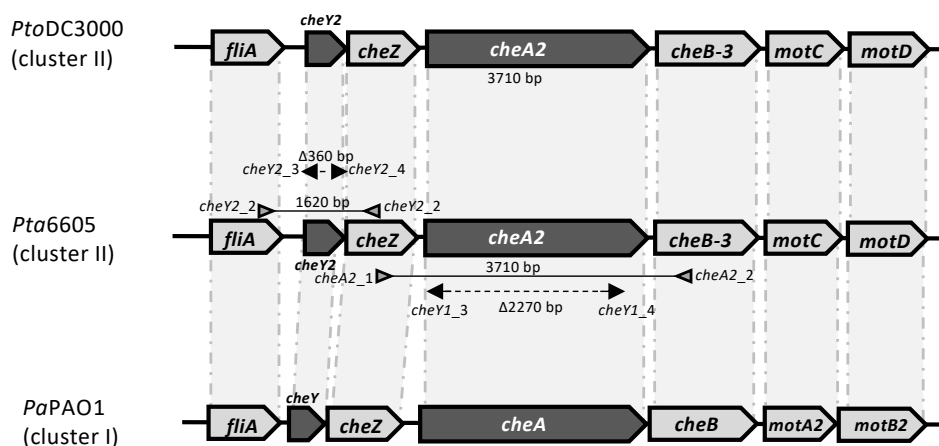 PtoDC3000
(cluster II)
fliA cheY2 cheZ cheA2 cheB-3 motC motD
3710 bp
Δ360 bp
cheY2_3 cheY2_4
cheY2_2 1620 bp cheY2_2
Pta6605
(cluster II)
fliA cheY2 cheZ cheA2 cheB-3 motC motD
cheA2_1 3710 bp cheA2_2
cheY1_3 Δ2270 bp cheY1_4
PaPAO1
(cluster I)
fliA cheY cheZ cheA cheB motA2 motB2